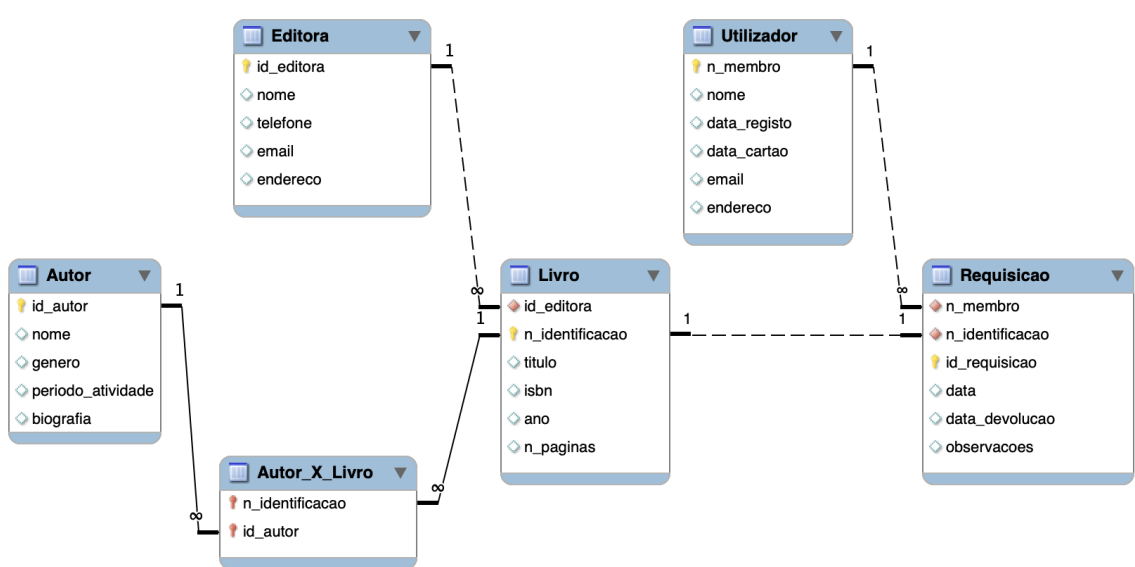 Editora
id_editora
nome
telefone
email
endereco
1
∞
Utilizador
n_membro
nome
data_registo
data_cartao
email
endereco
1
∞
Autor
id_autor
nome
genero
periodo_atividade
biografia
1
∞
Autor_X_Livro
n_identificacao
id_autor
∞
1
Livro
id_editora
n_identificacao
titulo
isbn
ano
n_paginas
1
1
Requisicao
n_membro
n_identificacao
id_requisicao
data
data_devolucao
observacoes